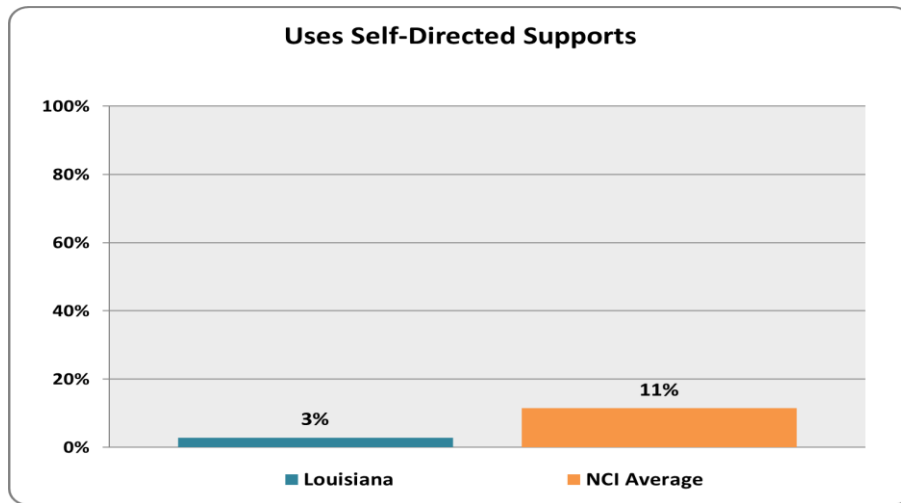 Uses Self-Directed Supports
100%
80%
60%
40%
20%
0%
3%
11%
Louisiana
NCI Average